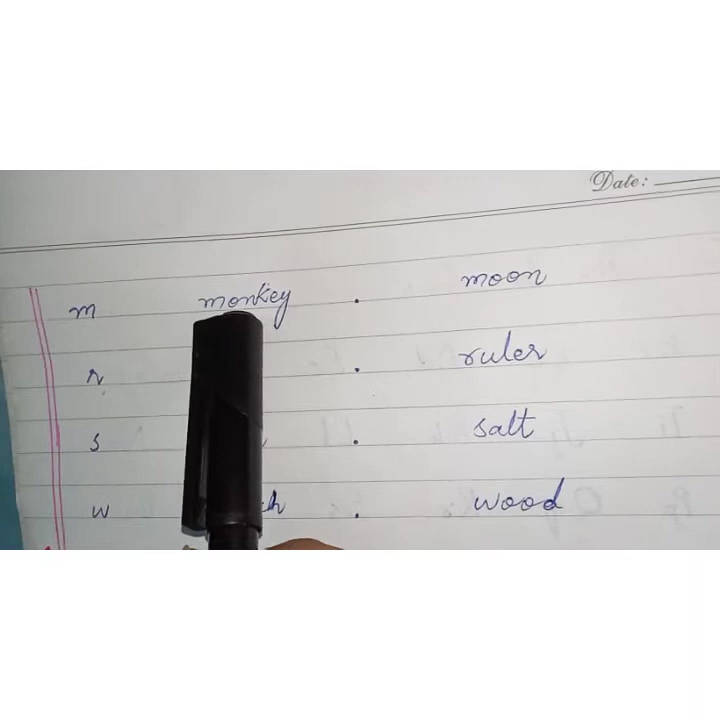 Date:
m monkey . moon
r . ruler
s . salt
w . wood